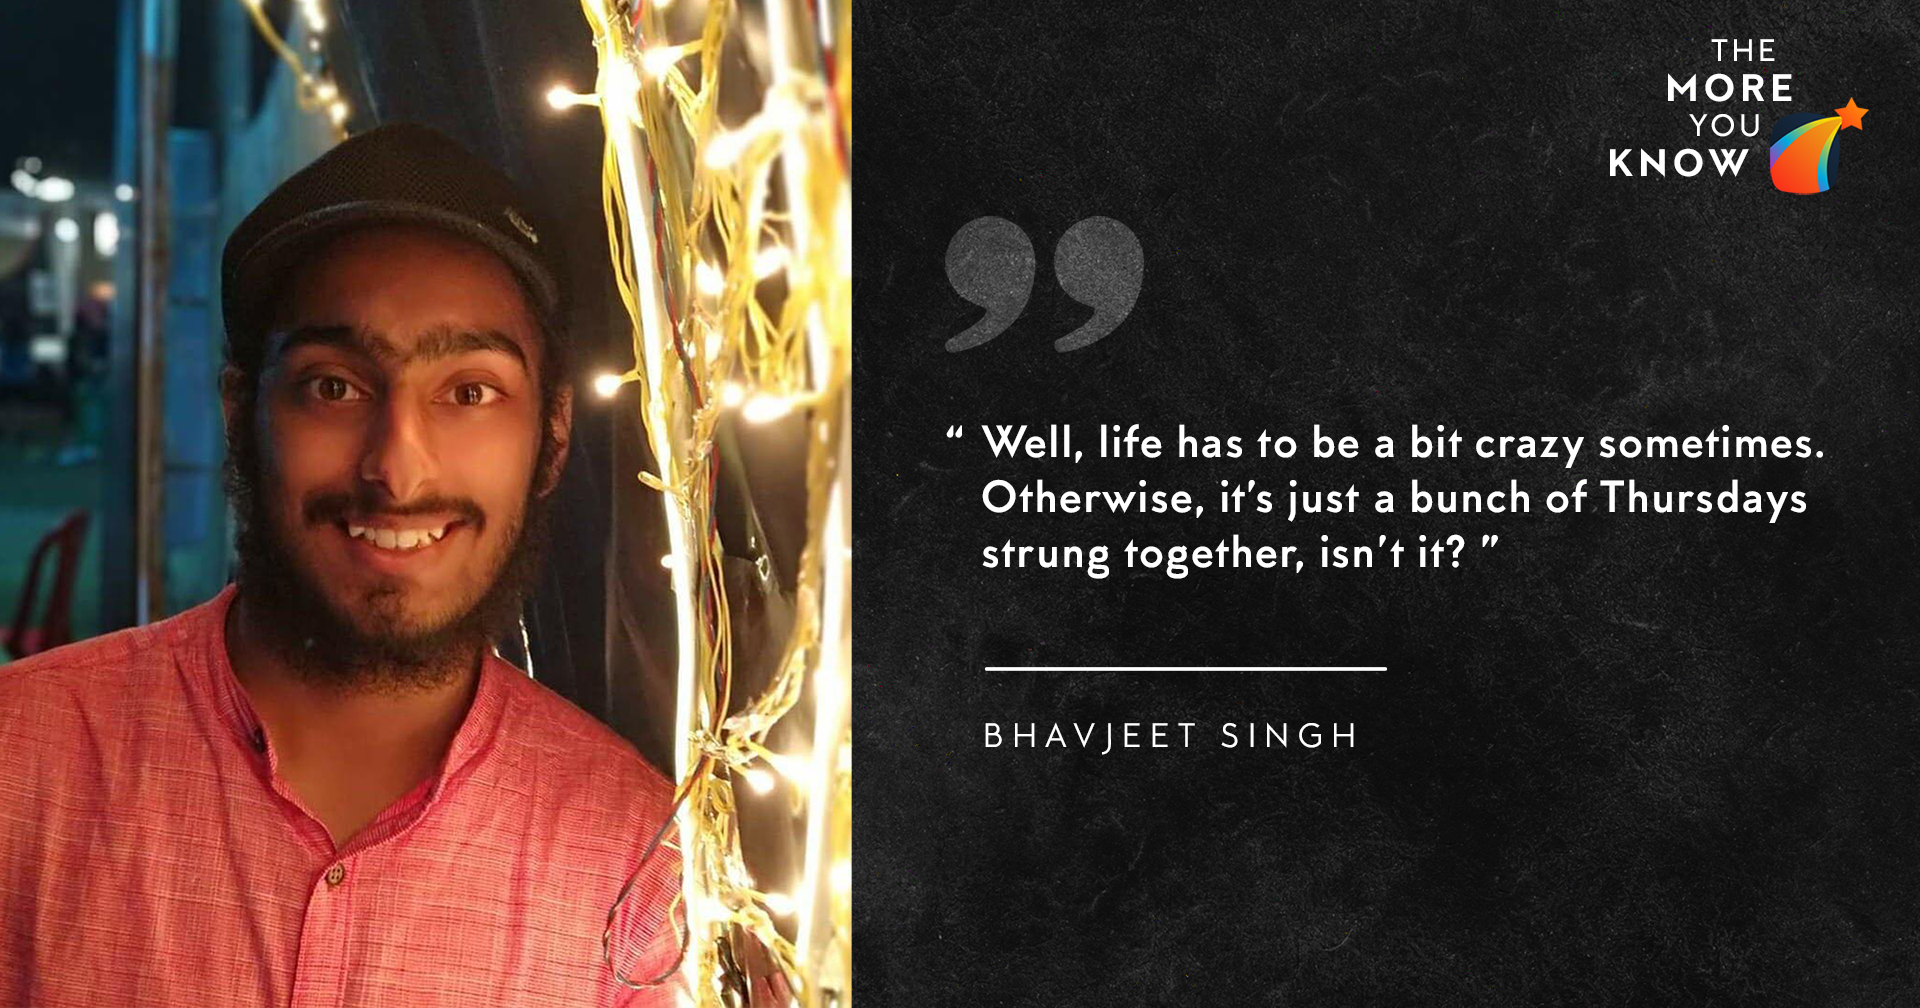 THE
MORE
YOU
KNOW
“ Well, life has to be a bit crazy sometimes.
Otherwise, it's just a bunch of Thursdays
strung together, isn't it? ”
BHAVJEET SINGH